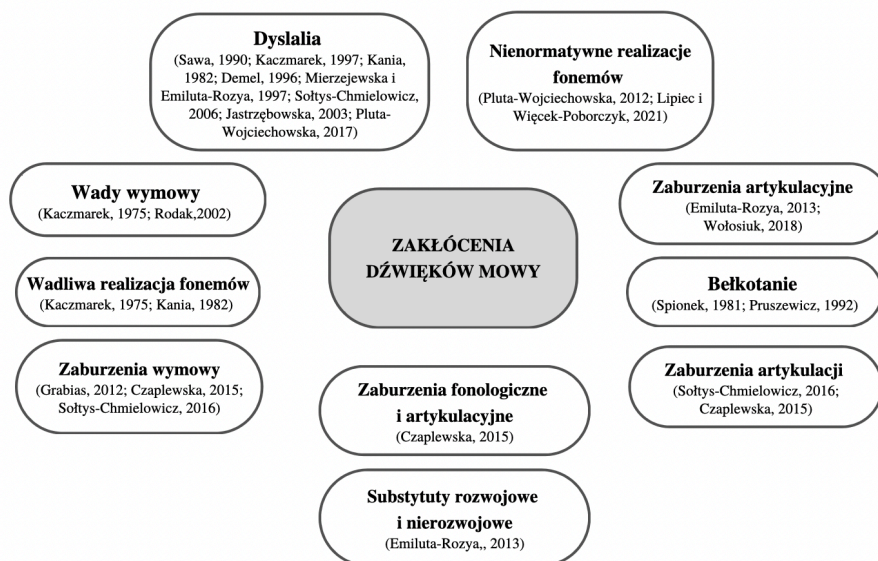 Dyslalia
(Sawa, 1990; Kaczmarek, 1997; Kania,
1982; Demel, 1996; Mierzejewska i
Emiluta-Rozya, 1997; Sołtys-Chmielowicz,
2006; Jastrzębowska, 2003; Pluta-
Wojciechowska, 2017)
Nienormatywne realizacje
fonemów
(Pluta-Wojciechowska, 2012; Lipiec i
Więcek-Poborczyk, 2021)
Wady wymowy
(Kaczmarek, 1975; Rodak,2002)
Zaburzenia artykulacyjne
(Emiluta-Rozya, 2013;
Wołosiuk, 2018)
ZAKŁÓCENIA
DŹWIĘKÓW MOWY
Wadliwa realizacja fonemów
(Kaczmarek, 1975; Kania, 1982)
Bełkotanie
(Spionek, 1981; Pruszewicz, 1992)
Zaburzenia wymowy
(Grabias, 2012; Czaplewska, 2015;
Sołtys-Chmielowicz, 2016)
Zaburzenia fonologiczne
i artykulacyjne
(Czaplewska, 2015)
Zaburzenia artykulacji
(Sołtys-Chmielowicz, 2016;
Czaplewska, 2015)
Substytuty rozwojowe
i nierozwojowe
(Emiluta-Rozya,, 2013)